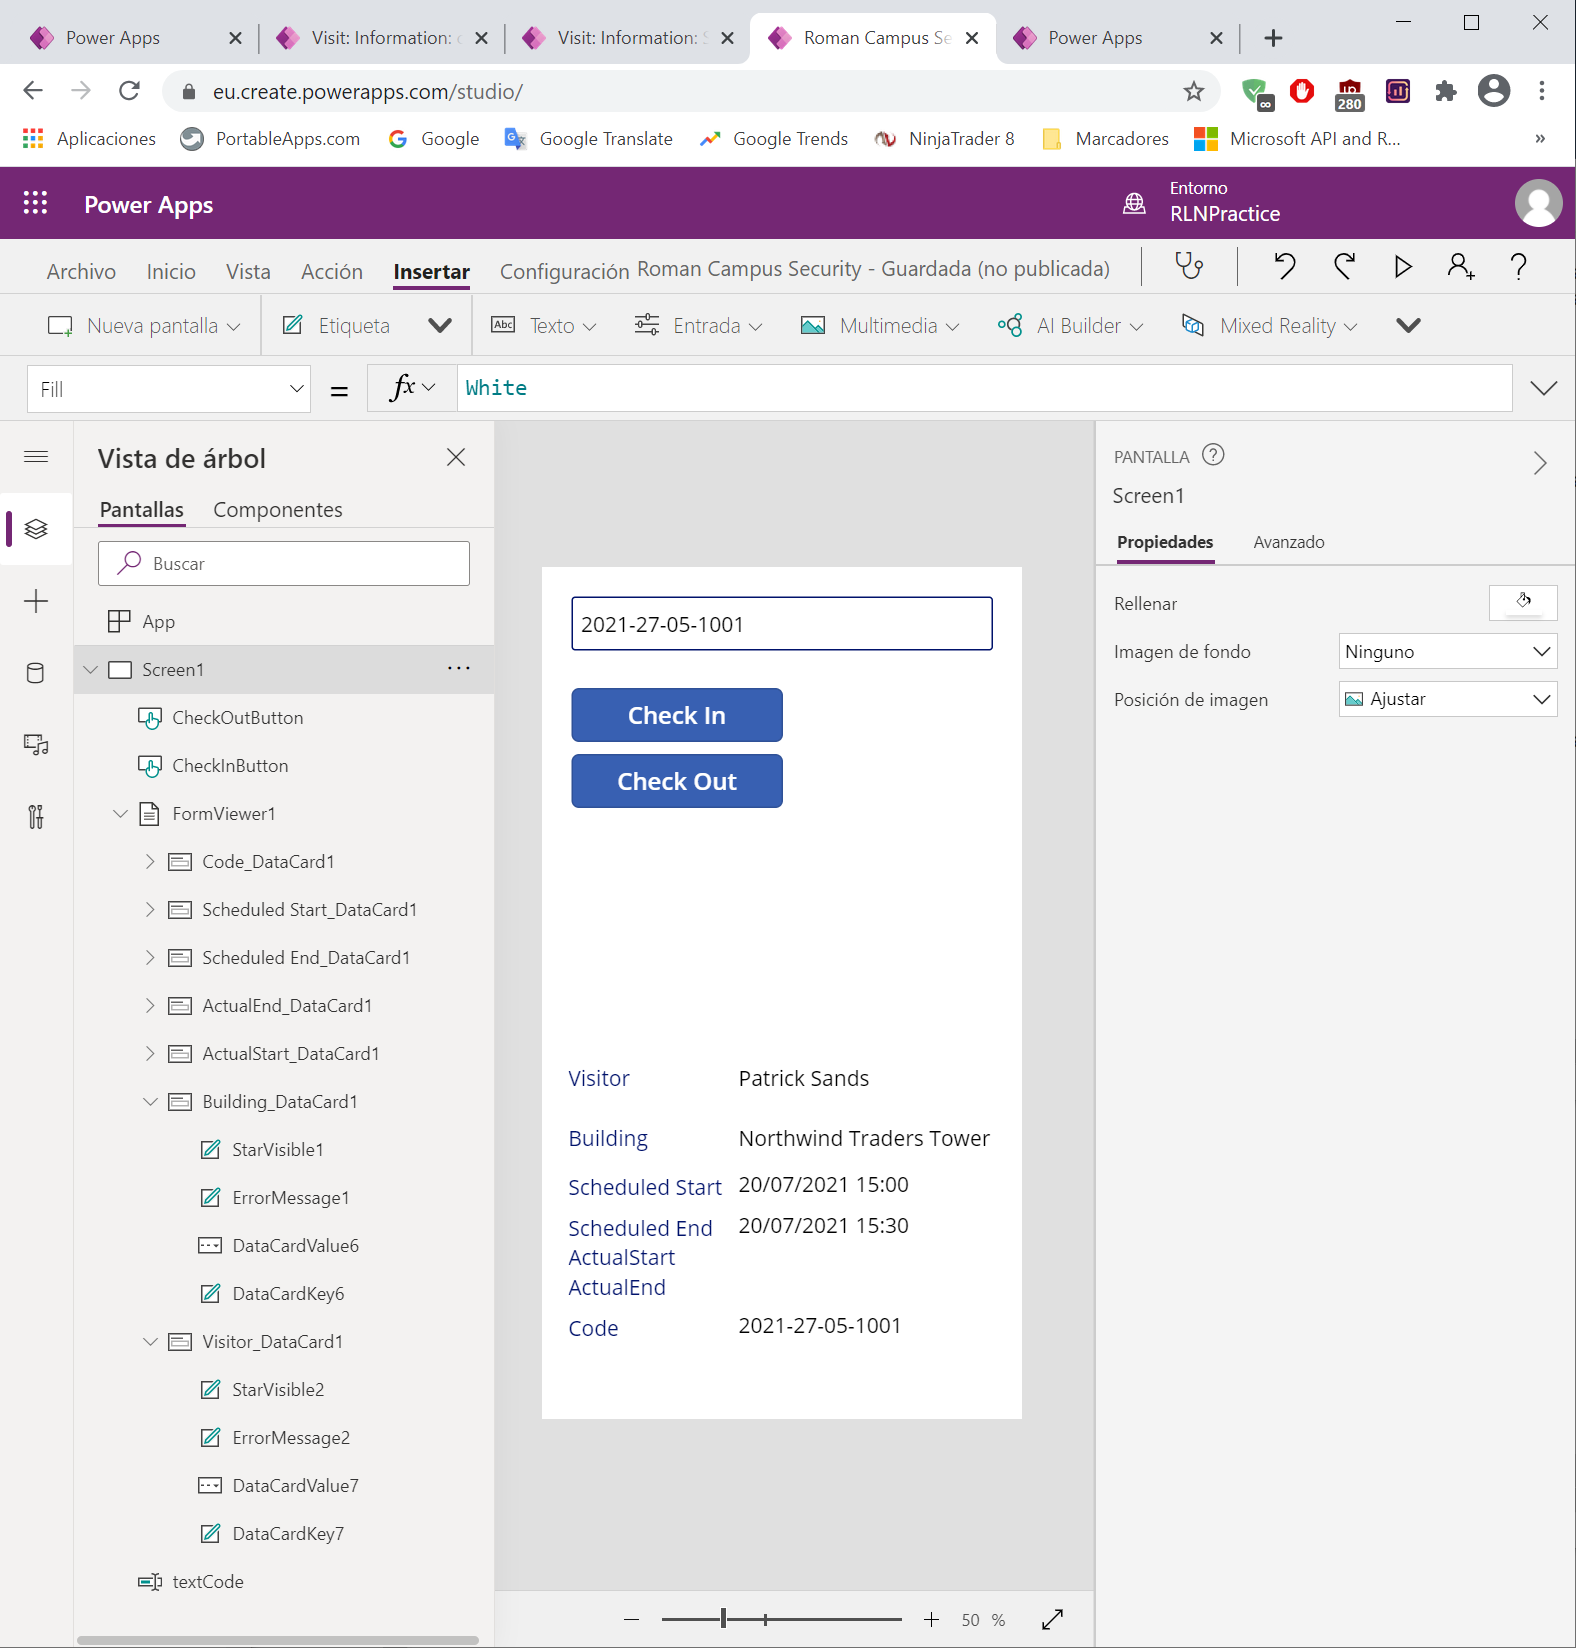 Power Apps
Visit: Information:
Visit: Information:
Roman Campus Se
Power Apps
eu.create.powerapps.com/studio/
280
Aplicaciones
PortableApps.com
Google
Google Translate
Google Trends
NinjaTrader 8
Marcadores
Microsoft API and R...
»
Power Apps
Entorno
RLNPractice
Archivo
Inicio
Vista
Acción
Insertar
Configuración
Roman Campus Security - Guardada (no publicada)
Nueva pantalla
Etiqueta
Abc
Texto
Entrada
Multimedia
AI Builder
Mixed Reality
Fill
=
fx
White
Vista de árbol
Pantallas
Componentes
Buscar
App
Screen1
...
CheckOutButton
CheckInButton
FormViewer1
Code_DataCard1
Scheduled Start_DataCard1
Scheduled End_DataCard1
ActualEnd_DataCard1
ActualStart_DataCard1
Building_DataCard1
StarVisible1
ErrorMessage1
DataCardValue6
DataCardKey6
Visitor_DataCard1
StarVisible2
ErrorMessage2
DataCardValue7
DataCardKey7
textCode
2021-27-05-1001
Check In
Check Out
Visitor
Patrick Sands
Building
Northwind Traders Tower
Scheduled Start
20/07/2021 15:00
Scheduled End
20/07/2021 15:30
ActualStart
ActualEnd
Code
2021-27-05-1001
50 %
PANTALLA
Screen1
Propiedades
Avanzado
Rellenar
Imagen de fondo
Ninguno
Posición de imagen
Ajustar